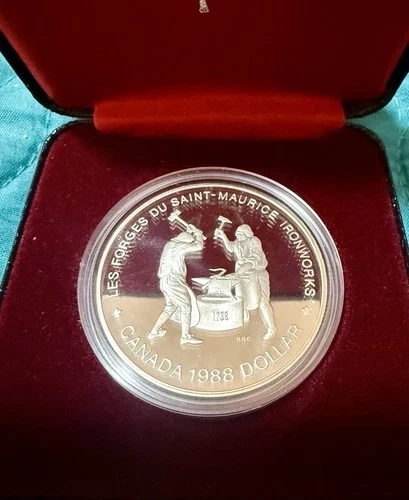 LES FORGES DU SAINT-MAURICE IRONWORKS
1738
RRC
CANADA 1988 DOLLAR